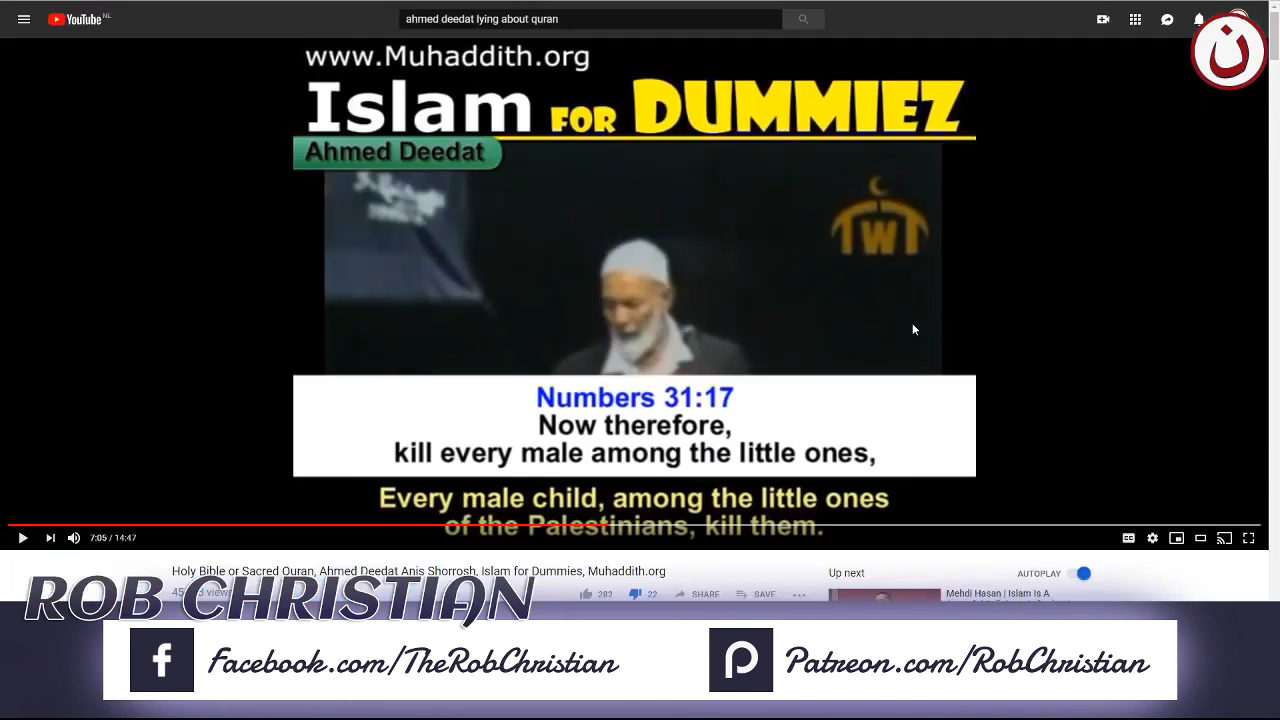 YouTube NL
ahmed deedat lying about quran
ن
www.Muhaddith.org
Islam FOR DUMMIEZ
Ahmed Deedat
IWT
Numbers 31:17
Now therefore,
kill every male among the little ones,
Every male child, among the little ones
of the Palestinians, kill them.
7:05 / 14:47
Holy Bible or Sacred Quran, Ahmed Deedat Anis Shorrosh, Islam for Dummies, Muhaddith.org
views
282
22
SHARE
SAVE
Up next
AUTOPLAY
Mehdi Hasan | Islam Is A
ROB CHRISTIAN
Facebook.com/TheRobChristian
Patreon.com/RobChristian